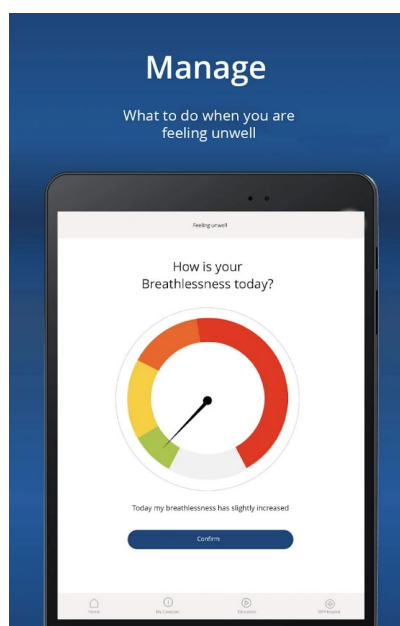 Manage
What to do when you are
feeling unwell
Feeling unwell
How is your
Breathlessness today?
Today my breathlessness has slightly increased
Confirm
Home
Education